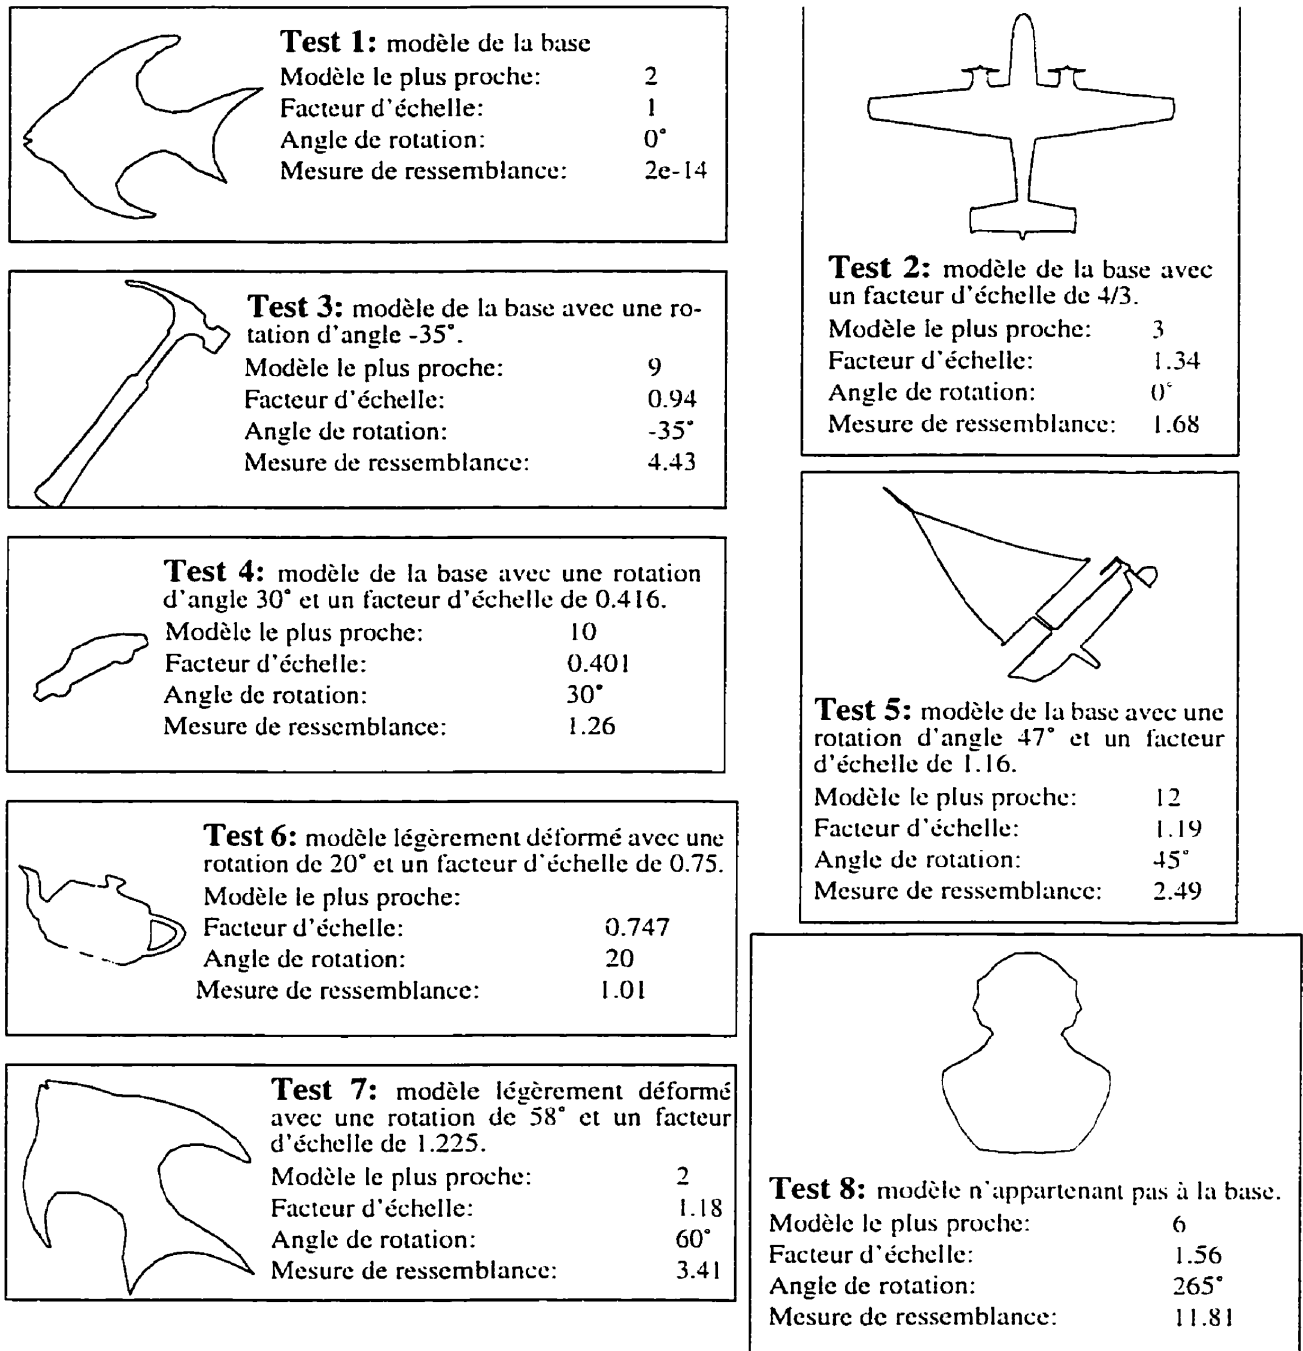 Test 1: modèle de la base
Modèle le plus proche: 2
Facteur d'échelle: 1
Angle de rotation: 0°
Mesure de ressemblance: 2e-14
Test 2: modèle de la base avec
un facteur d'échelle de 4/3.
Modèle le plus proche: 3
Facteur d'échelle: 1.34
Angle de rotation: 0°
Mesure de ressemblance: 1.68
Test 3: modèle de la base avec une ro-
tation d'angle -35°.
Modèle le plus proche: 9
Facteur d'échelle: 0.94
Angle de rotation: -35°
Mesure de ressemblance: 4.43
Test 4: modèle de la base avec une rotation
d'angle 30° et un facteur d'échelle de 0.416.
Modèle le plus proche: 10
Facteur d'échelle: 0.401
Angle de rotation: 30°
Mesure de ressemblance: 1.26
Test 5: modèle de la base avec une
rotation d'angle 47° et un facteur
d'échelle de 1.16.
Modèle le plus proche: 12
Facteur d'échelle: 1.19
Angle de rotation: 45°
Mesure de ressemblance: 2.49
Test 6: modèle légèrement déformé avec une
rotation de 20° et un facteur d'échelle de 0.75.
Modèle le plus proche:
Facteur d'échelle: 0.747
Angle de rotation: 20
Mesure de ressemblance: 1.01
Test 7: modèle légèrement déformé
avec une rotation de 58° et un facteur
d'échelle de 1.225.
Modèle le plus proche: 2
Facteur d'échelle: 1.18
Angle de rotation: 60°
Mesure de ressemblance: 3.41
Test 8: modèle n'appartenant pas à la base.
Modèle le plus proche: 6
Facteur d'échelle: 1.56
Angle de rotation: 265°
Mesure de ressemblance: 11.81